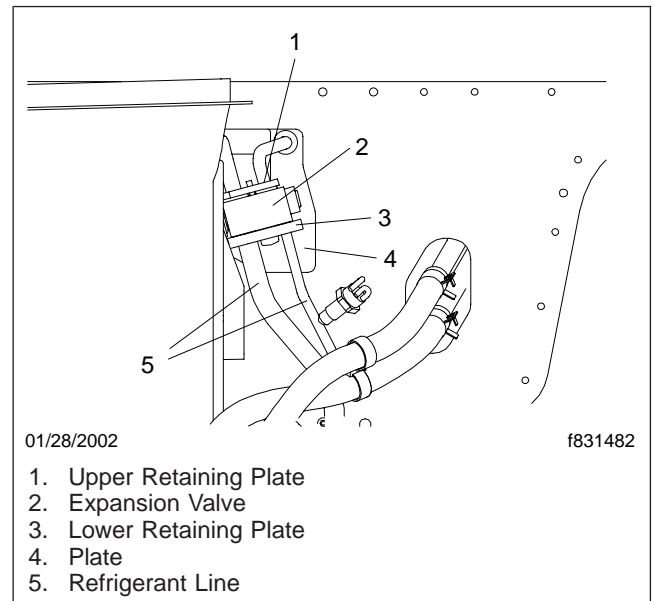 1
2
3
4
5
01/28/2002 f831482
1. Upper Retaining Plate
2. Expansion Valve
3. Lower Retaining Plate
4. Plate
5. Refrigerant Line